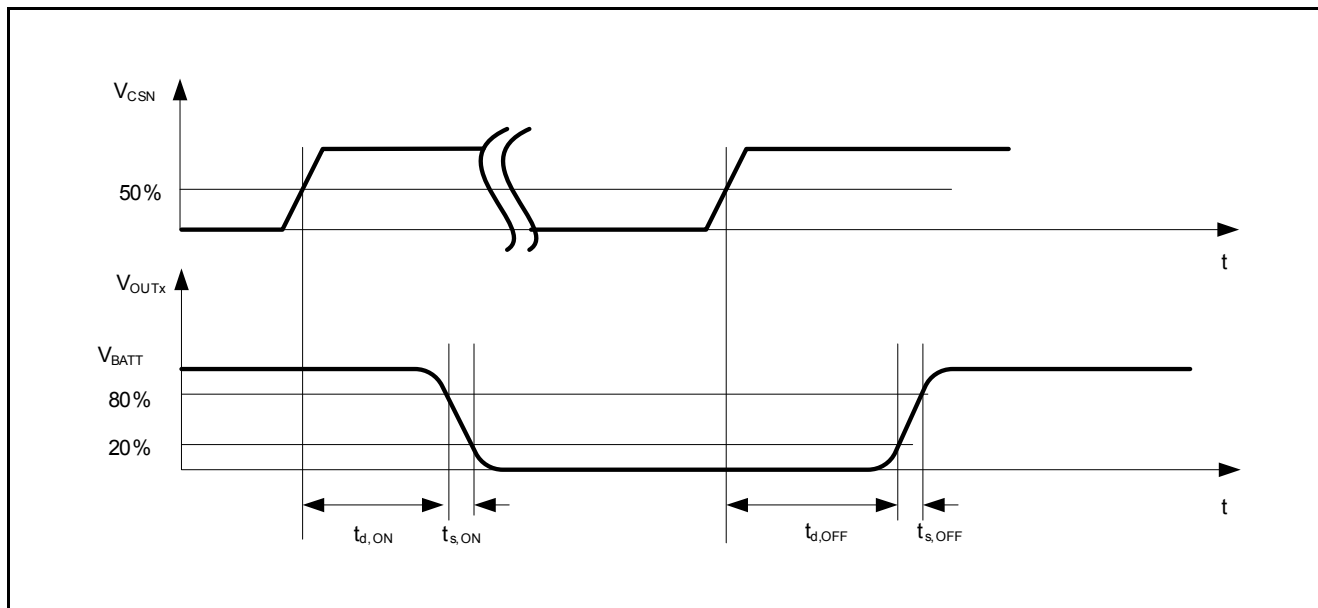 V_CSN
50%
t
V_OUTx
V_BATT
80%
20%
t
t_d,ON
t_s,ON
t_d,OFF
t_s,OFF